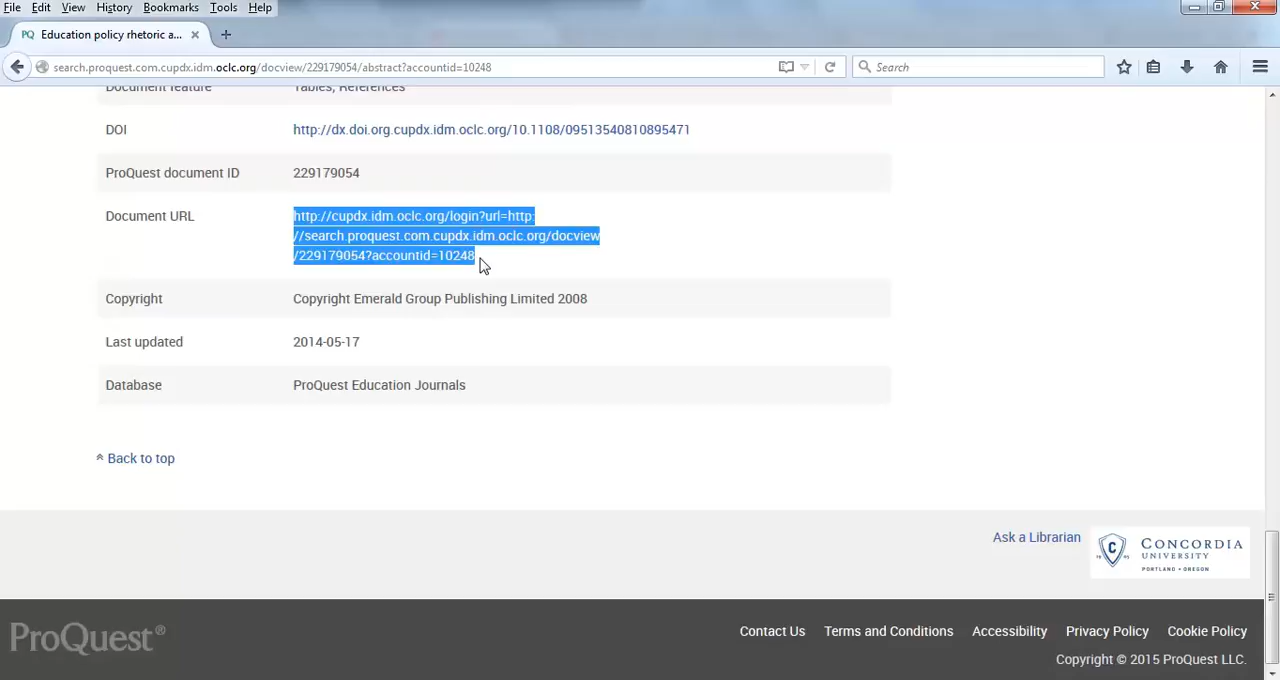 File Edit View History Bookmarks Tools Help
PQ Education policy rhetoric a... × +
search.proquest.com.cupdx.idm.oclc.org/docview/229179054/abstract?accountid=10248 Search
Document feature Tables, References
DOI http://dx.doi.org.cupdx.idm.oclc.org/10.1108/09513540810895471
ProQuest document ID 229179054
Document URL http://cupdx.idm.oclc.org/login?url=http:
//search.proquest.com.cupdx.idm.oclc.org/docview
/229179054?accountid=10248
Copyright Copyright Emerald Group Publishing Limited 2008
Last updated 2014-05-17
Database ProQuest Education Journals
Back to top
Ask a Librarian
C
CONCORDIA
UNIVERSITY
PORTLAND • OREGON
ProQuest®
Contact Us Terms and Conditions Accessibility Privacy Policy Cookie Policy
Copyright © 2015 ProQuest LLC.